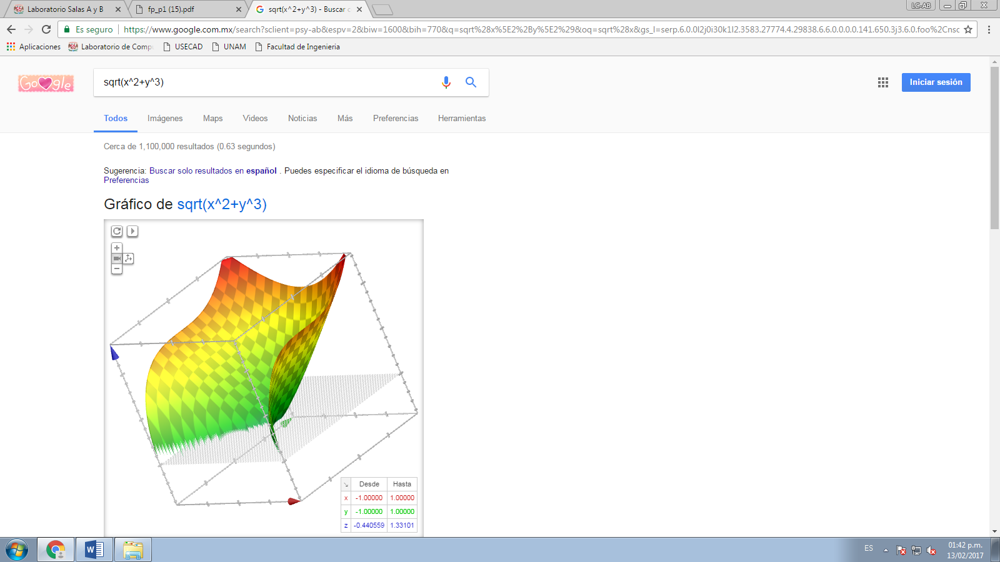 Laboratorio Salas A y B
fp_p1 (15).pdf
sqrt(x^2+y^3) - Buscar c
LC-AB
Es seguro
https://www.google.com.mx/search?sclient=psy-ab&espv=2&biw=1600&bih=770&q=sqrt%28x%5E2%2By%5E2%29&oq=sqrt%28x&gs_l=serp.6.0.0l2j0i30k1l2.3583.27774.4.29838.6.6.0.0.0.0.141.650.3j3.6.0.foo%2Cnsc
Aplicaciones
Laboratorio de Compu
USECAD
UNAM
Facultad de Ingenieria
Google
sqrt(x^2+y^3)
Iniciar sesión
Todos
Imágenes
Maps
Videos
Noticias
Más
Preferencias
Herramientas
Cerca de 1,100,000 resultados (0.63 segundos)
Sugerencia: Buscar solo resultados en español . Puedes especificar el idioma de búsqueda en
Preferencias
Gráfico de sqrt(x^2+y^3)
Desde Hasta
x -1.00000 1.00000
y -1.00000 1.00000
z -0.440559 1.33101
ES
01:42 p.m.
13/02/2017